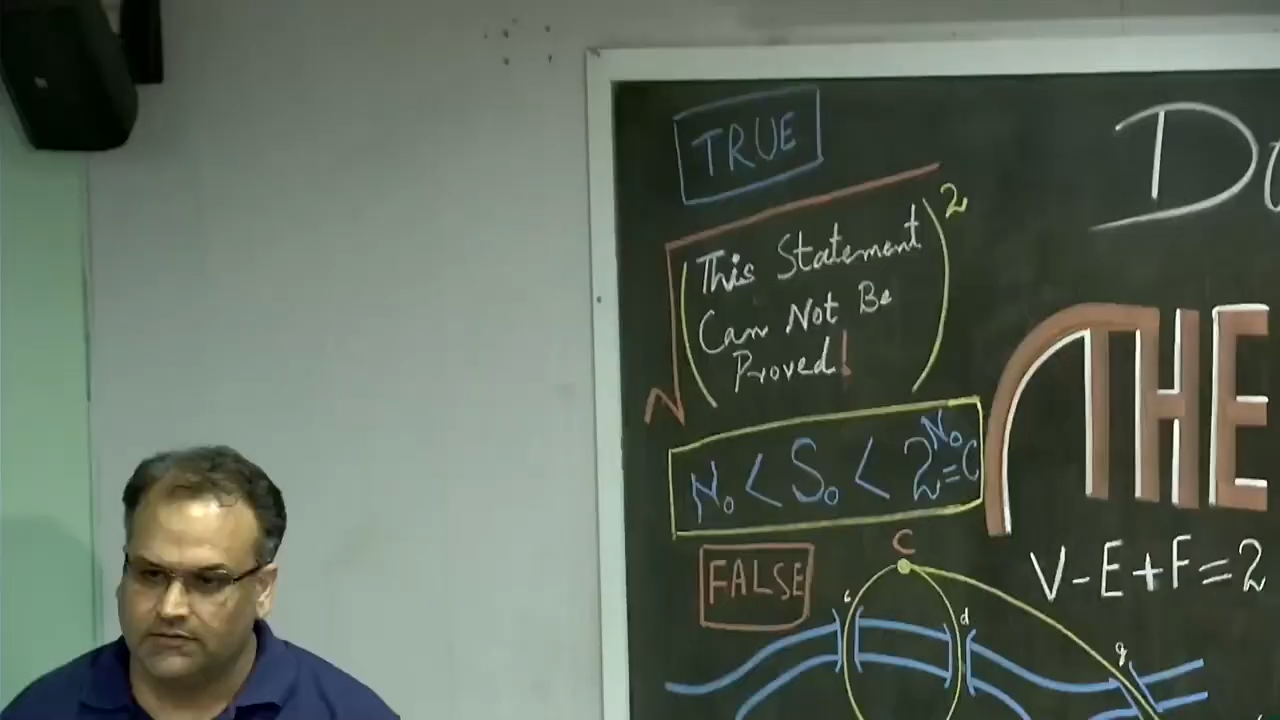 TRUE
(This Statement
Can Not Be
Proved!)²
ℵ₀ < S₀ < 2^ℵ₀ = C
FALSE
THE
V-E+F=2
C
c
d
g